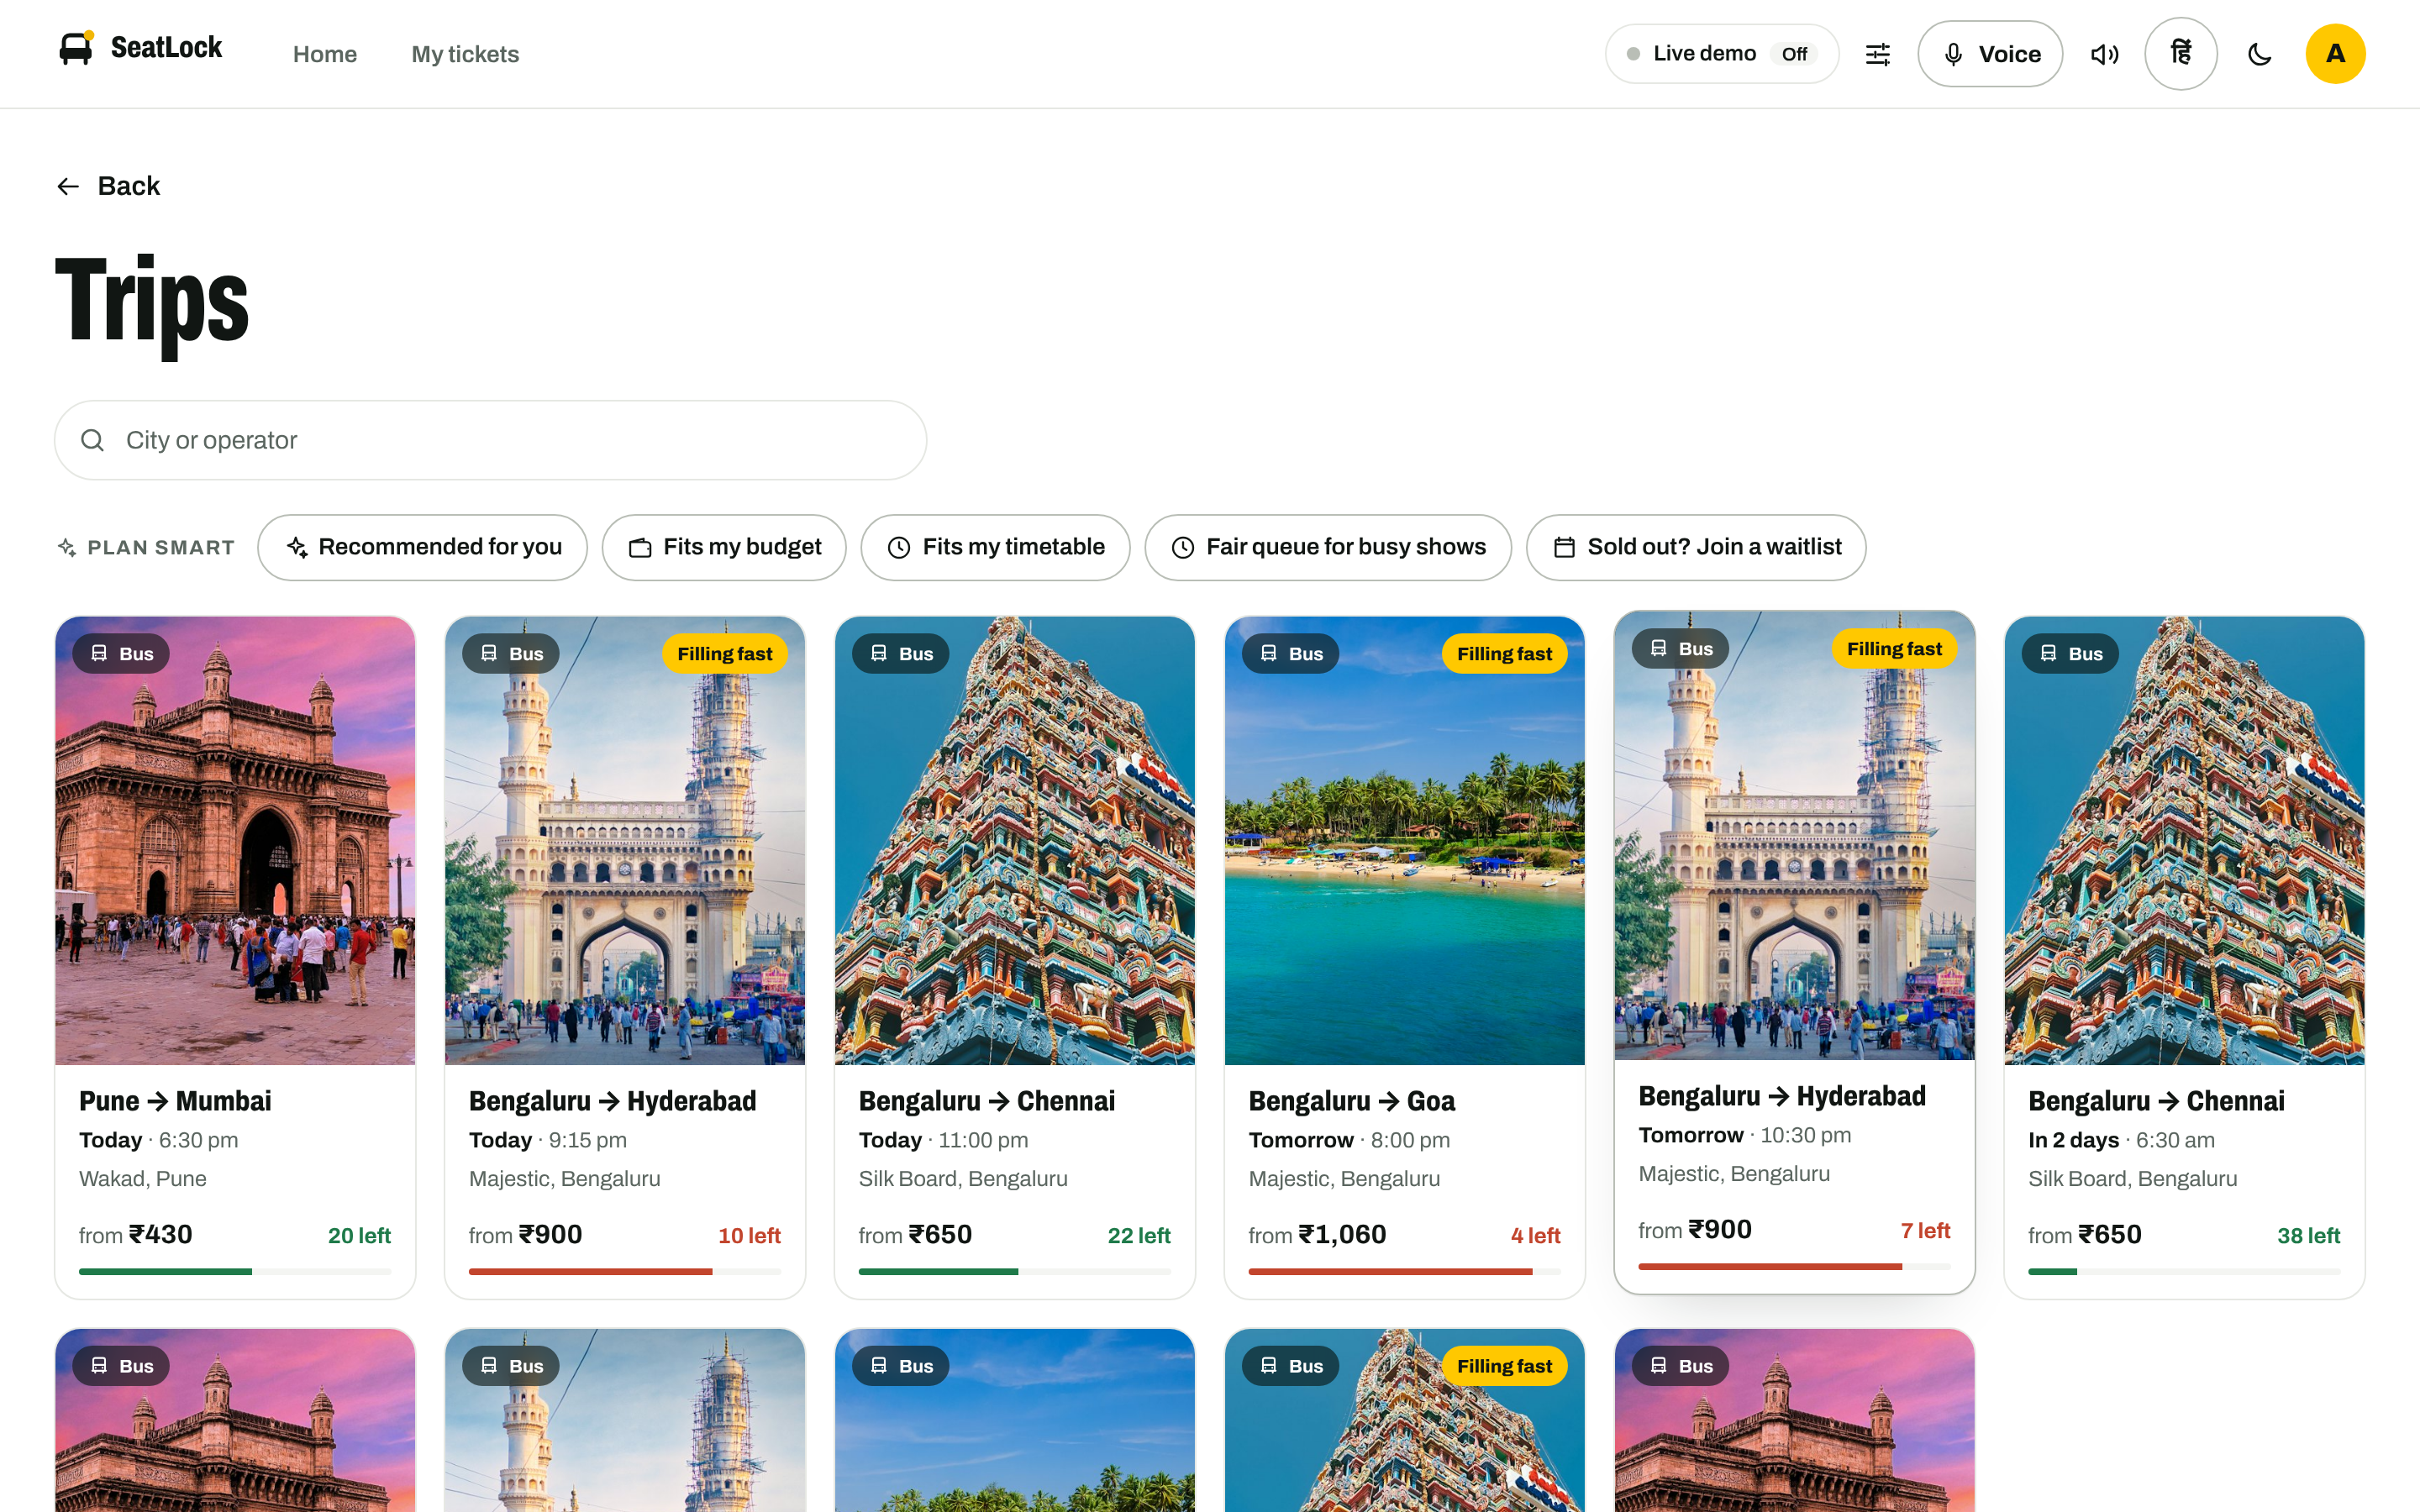 SeatLock
Home
My tickets
Live demo
Off
Voice
हिं
A
Back
Trips
City or operator
PLAN SMART
Recommended for you
Fits my budget
Fits my timetable
Fair queue for busy shows
Sold out? Join a waitlist
Bus
Bus
Filling fast
Bus
Bus
Filling fast
Bus
Filling fast
Bus
Pune → Mumbai
Today · 6:30 pm
Wakad, Pune
from ₹430
20 left
Bengaluru → Hyderabad
Today · 9:15 pm
Majestic, Bengaluru
from ₹900
10 left
Bengaluru → Chennai
Today · 11:00 pm
Silk Board, Bengaluru
from ₹650
22 left
Bengaluru → Goa
Tomorrow · 8:00 pm
Majestic, Bengaluru
from ₹1,060
4 left
Bengaluru → Hyderabad
Tomorrow · 10:30 pm
Majestic, Bengaluru
from ₹900
7 left
Bengaluru → Chennai
In 2 days · 6:30 am
Silk Board, Bengaluru
from ₹650
38 left
Bus
Bus
Bus
Bus
Filling fast
Bus